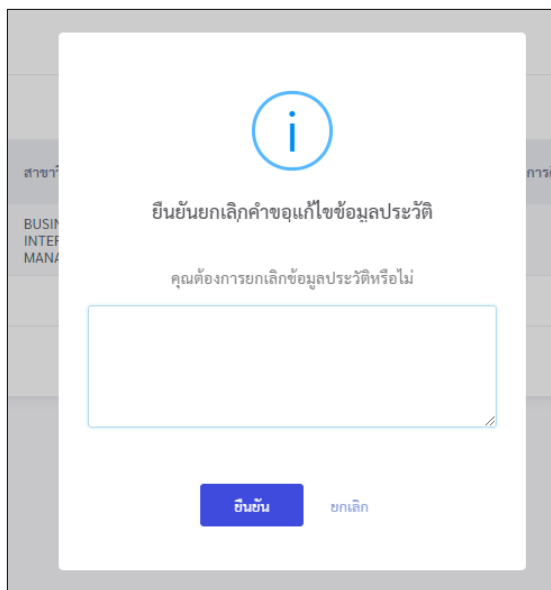 สาขาวิ
การ
BUSIN
INTER
MANA
ยืนยันยกเลิกคำขอแก้ไขข้อมูลประวัติ
คุณต้องการยกเลิกข้อมูลประวัติหรือไม่
ยืนยัน
ยกเลิก